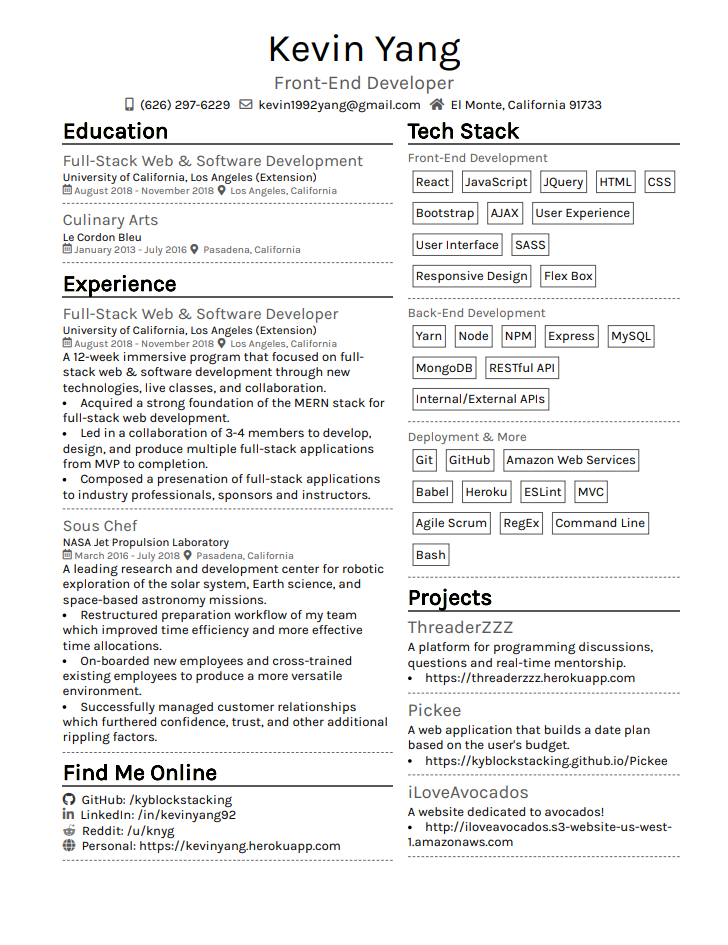 Kevin Yang
Front-End Developer
(626) 297-6229 kevin1992yang@gmail.com El Monte, California 91733
Education
Full-Stack Web & Software Development
University of California, Los Angeles (Extension)
August 2018 - November 2018 Los Angeles, California
Culinary Arts
Le Cordon Bleu
January 2013 - July 2016 Pasadena, California
Experience
Full-Stack Web & Software Developer
University of California, Los Angeles (Extension)
August 2018 - November 2018 Los Angeles, California
A 12-week immersive program that focused on full-
stack web & software development through new
technologies, live classes, and collaboration.
• Acquired a strong foundation of the MERN stack for
full-stack web development.
• Led in a collaboration of 3-4 members to develop,
design, and produce multiple full-stack applications
from MVP to completion.
• Composed a presenation of full-stack applications
to industry professionals, sponsors and instructors.
Sous Chef
NASA Jet Propulsion Laboratory
March 2016 - July 2018 Pasadena, California
A leading research and development center for robotic
exploration of the solar system, Earth science, and
space-based astronomy missions.
• Restructured preparation workflow of my team
which improved time efficiency and more effective
time allocations.
• On-boarded new employees and cross-trained
existing employees to produce a more versatile
environment.
• Successfully managed customer relationships
which furthered confidence, trust, and other additional
rippling factors.
Find Me Online
GitHub: /kyblockstacking
LinkedIn: /in/kevinyang92
Reddit: /u/knyg
Personal: https://kevinyang.herokuapp.com
Tech Stack
Front-End Development
React JavaScript JQuery HTML CSS
Bootstrap AJAX User Experience
User Interface SASS
Responsive Design Flex Box
Back-End Development
Yarn Node NPM Express MySQL
MongoDB RESTful API
Internal/External APIs
Deployment & More
Git GitHub Amazon Web Services
Babel Heroku ESLint MVC
Agile Scrum RegEx Command Line
Bash
Projects
ThreaderZZZ
A platform for programming discussions,
questions and real-time mentorship.
• https://threaderzzz.herokuapp.com
Pickee
A web application that builds a date plan
based on the user's budget.
• https://kyblockstacking.github.io/Pickee
iLoveAvocados
A website dedicated to avocados!
• http://iloveavocados.s3-website-us-west-
1.amazonaws.com